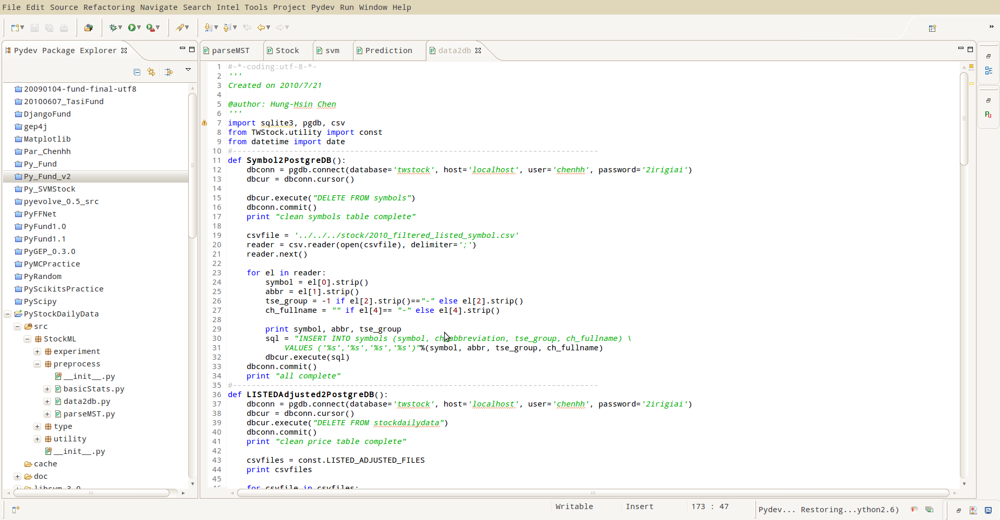 File Edit Source Refactoring Navigate Search Intel Tools Project Pydev Run Window Help
Pydev Package Explorer
20090104-fund-final-utf8
20100607_TasiFund
DjangoFund
gep4j
Matplotlib
Par_Chenhh
Py_Fund
Py_Fund_v2
Py_SVMStock
pyevolve_0.5_src
PyFFNet
PyFund1.0
PyFund1.1
PyGEP_0.3.0
PyMCPractice
PyRandom
PyScikitsPractice
PyScipy
PyStockDailyData
src
StockML
experiment
preprocess
__init__.py
basicStats.py
data2db.py
parseMST.py
type
utility
__init__.py
cache
doc
libsvm-3.0
parseMST Stock svm Prediction data2db
1 #-*-coding:utf-8-*-
2 '''
3 Created on 2010/7/21
4
5 @author: Hung-Hsin Chen
6 '''
7 import sqlite3, pgdb, csv
8 from TWStock.utility import const
9 from datetime import date
10 #------------------------------------------------------------------------------
11 def Symbol2PostgreDB():
12 dbconn = pgdb.connect(database='twstock', host='localhost', user='chenhh', password='2irigiai')
13 dbcur = dbconn.cursor()
14
15 dbcur.execute("DELETE FROM symbols")
16 dbconn.commit()
17 print "clean symbols table complete"
18
19 csvfile = '../../../stock/2010_filtered_listed_symbol.csv'
20 reader = csv.reader(open(csvfile), delimiter=';')
21 reader.next()
22
23 for el in reader:
24 symbol = el[0].strip()
25 abbr = el[1].strip()
26 tse_group = -1 if el[2].strip()=="-" else el[2].strip()
27 ch_fullname = "" if el[4]== "-" else el[4].strip()
28
29 print symbol, abbr, tse_group
30 sql = "INSERT INTO symbols (symbol, ch_abbreviation, tse_group, ch_fullname) \
31 VALUES ('%s','%s','%s','%s')"%(symbol, abbr, tse_group, ch_fullname)
32 dbcur.execute(sql)
33 dbconn.commit()
34 print "all complete"
35 #------------------------------------------------------------------------------
36 def LISTEDAdjusted2PostgreDB():
37 dbconn = pgdb.connect(database='twstock', host='localhost', user='chenhh', password='2irigiai')
38 dbcur = dbconn.cursor()
39 dbcur.execute("DELETE FROM stockdailydata")
40 dbconn.commit()
41 print "clean price table complete"
42
43 csvfiles = const.LISTED_ADJUSTED_FILES
44 print csvfiles
45
46 for csvfile in csvfiles:
Writable Insert 173 : 47 Pydev... Restoring...ython2.6)